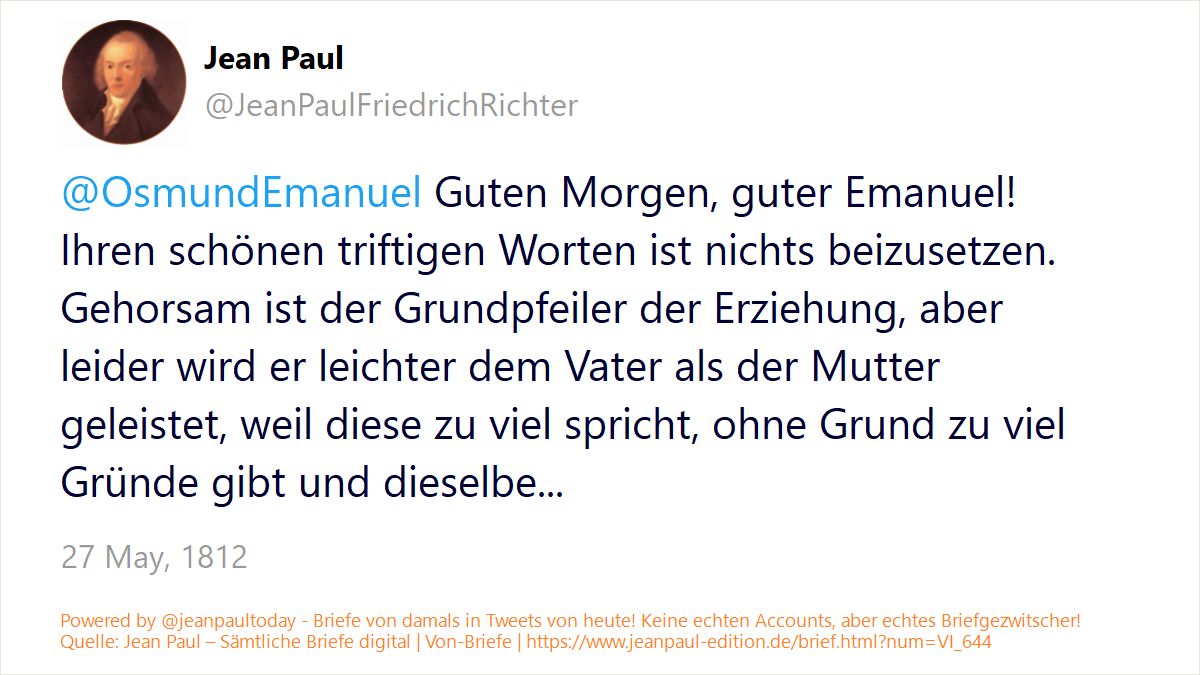 Jean Paul
@JeanPaulFriedrichRichter
@OsmundEmanuel Guten Morgen, guter Emanuel!
Ihren schönen triftigen Worten ist nichts beizusetzen.
Gehorsam ist der Grundpfeiler der Erziehung, aber
leider wird er leichter dem Vater als der Mutter
geleistet, weil diese zu viel spricht, ohne Grund zu viel
Gründe gibt und dieselbe...
27 May, 1812
Powered by @jeanpaultoday - Briefe von damals in Tweets von heute! Keine echten Accounts, aber echtes Briefgezwitscher!
Quelle: Jean Paul – Sämtliche Briefe digital | Von-Briefe | https://www.jeanpaul-edition.de/brief.html?num=VI_644